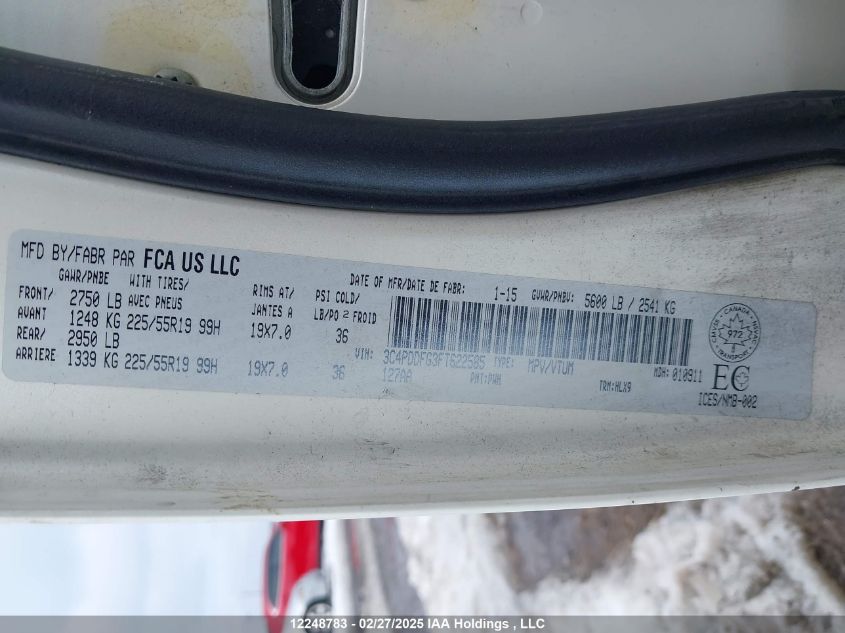 MFD BY/FABR PAR FCA US LLC
DATE OF MFR/DATE DE FABR: 1-15 GVWR/PNBV: 5600 LB / 2541 KG
GAWR/PNBE WITH TIRES/ RIMS AT/ PSI COLD/
FRONT/ 2750 LB AVEC PNEUS JANTES A LB/PO 2 FROID
AVANT 1248 KG 225/55R19 99H 19X7.0 36
REAR/ 2950 LB
ARRIERE 1339 KG 225/55R19 99H 19X7.0 36
VIN: 3C4PDDFG3FT622585 TYPE: MPV/VTUM MDH: 010911
127AA PNT: PWH TRM: HLX9
CANADA
972
TRANSPORT
EC
ICES/NMB-002
12248783 - 02/27/2025 IAA Holdings , LLC